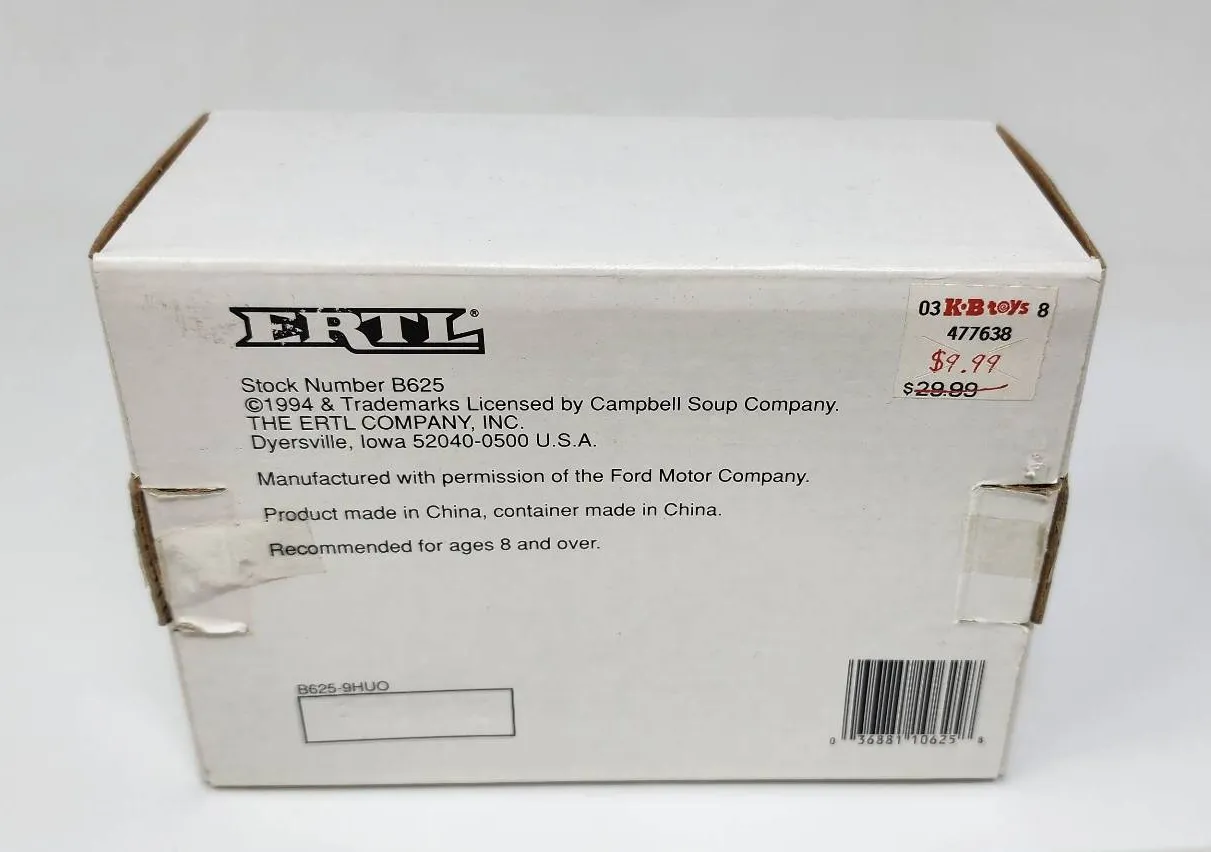 ERTL®
Stock Number B625
©1994 & Trademarks Licensed by Campbell Soup Company.
THE ERTL COMPANY, INC.
Dyersville, Iowa 52040-0500 U.S.A.
Manufactured with permission of the Ford Motor Company.
Product made in China, container made in China.
Recommended for ages 8 and over.
03 K·B toys 8
477638
$9.99
$29.99
B625-9HUO
0 36881 10625 8